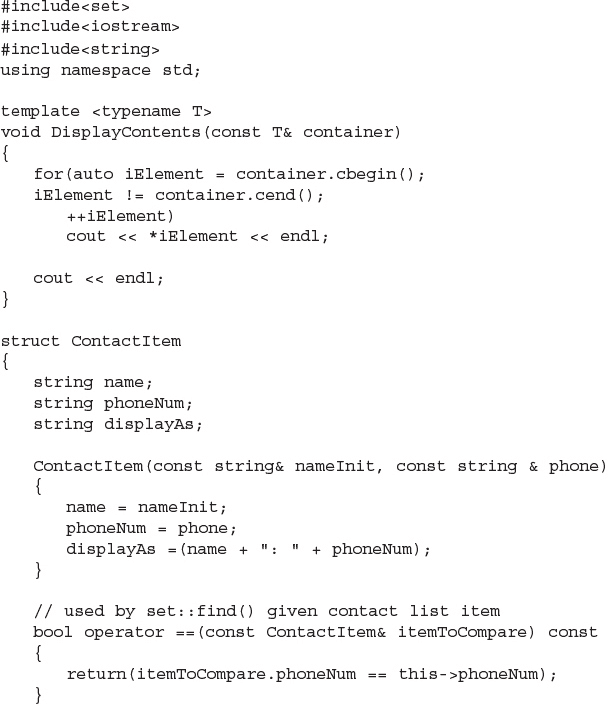 #include<set>
#include<iostream>
#include<string>
using namespace std;

template <typename T>
void DisplayContents(const T& container)
{
   for(auto iElement = container.cbegin();
   iElement != container.cend();
      ++iElement)
      cout << *iElement << endl;

   cout << endl;
}

struct ContactItem
{
   string name;
   string phoneNum;
   string displayAs;

   ContactItem(const string& nameInit, const string & phone)
   {
      name = nameInit;
      phoneNum = phone;
      displayAs =(name + ": " + phoneNum);
   }

   // used by set::find() given contact list item
   bool operator ==(const ContactItem& itemToCompare) const
   {
      return(itemToCompare.phoneNum == this->phoneNum);
   }